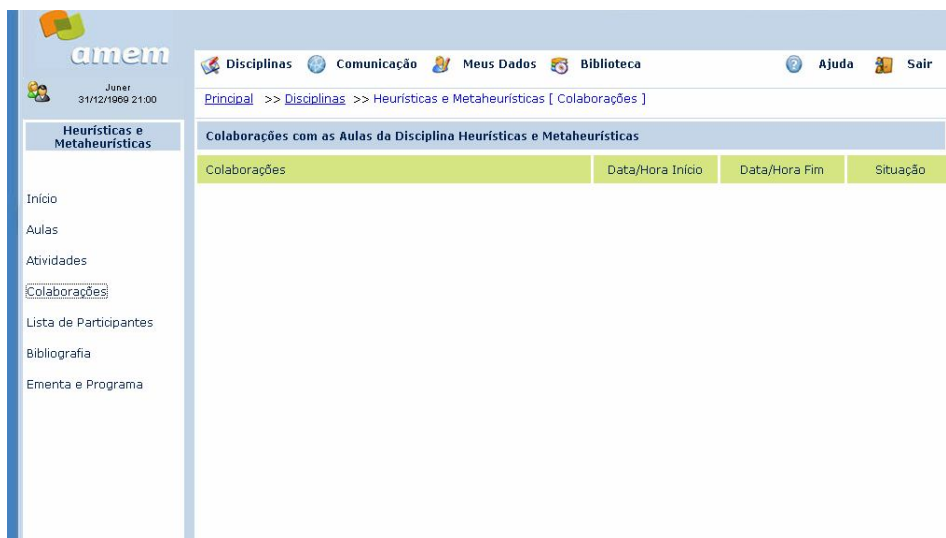 amem
Disciplinas Comunicação Meus Dados Biblioteca Ajuda Sair
Juner
31/12/1969 21:00
Principal >> Disciplinas >> Heurísticas e Metaheurísticas [ Colaborações ]
Heurísticas e
Metaheurísticas
Colaborações com as Aulas da Disciplina Heurísticas e Metaheurísticas
Colaborações Data/Hora Início Data/Hora Fim Situação
Início
Aulas
Atividades
Colaborações
Lista de Participantes
Bibliografia
Ementa e Programa